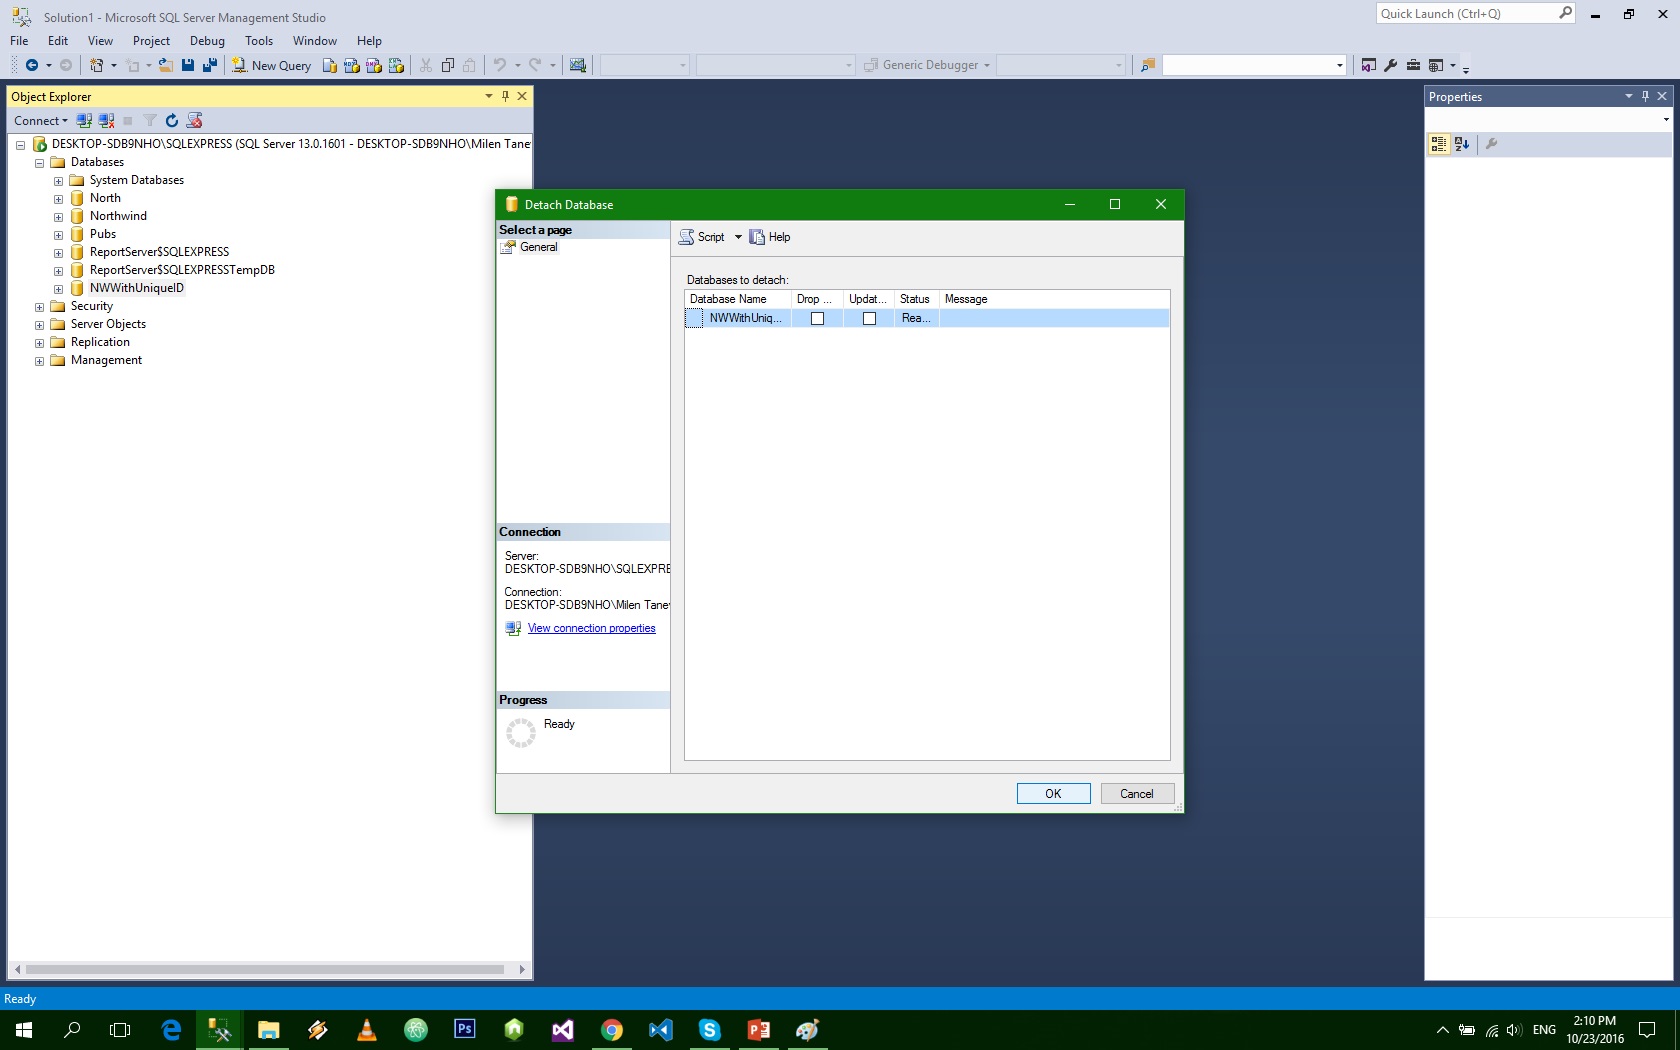 Solution1 - Microsoft SQL Server Management Studio
Quick Launch (Ctrl+Q)
File Edit View Project Debug Tools Window Help
New Query
Generic Debugger
Object Explorer
Connect
DESKTOP-SDB9NHO\SQLEXPRESS (SQL Server 13.0.1601 - DESKTOP-SDB9NHO\Milen Tane
Databases
System Databases
North
Northwind
Pubs
ReportServer$SQLEXPRESS
ReportServer$SQLEXPRESSTempDB
NWWithUniqueID
Security
Server Objects
Replication
Management
Detach Database
Select a page
General
Script Help
Databases to detach:
Database Name Drop ... Updat... Status Message
NWWithUniq... Rea...
Connection
Server:
DESKTOP-SDB9NHO\SQLEXPRE
Connection:
DESKTOP-SDB9NHO\Milen Tane
View connection properties
Progress
Ready
OK Cancel
Properties
Ready
Ps
ENG
2:10 PM
10/23/2016